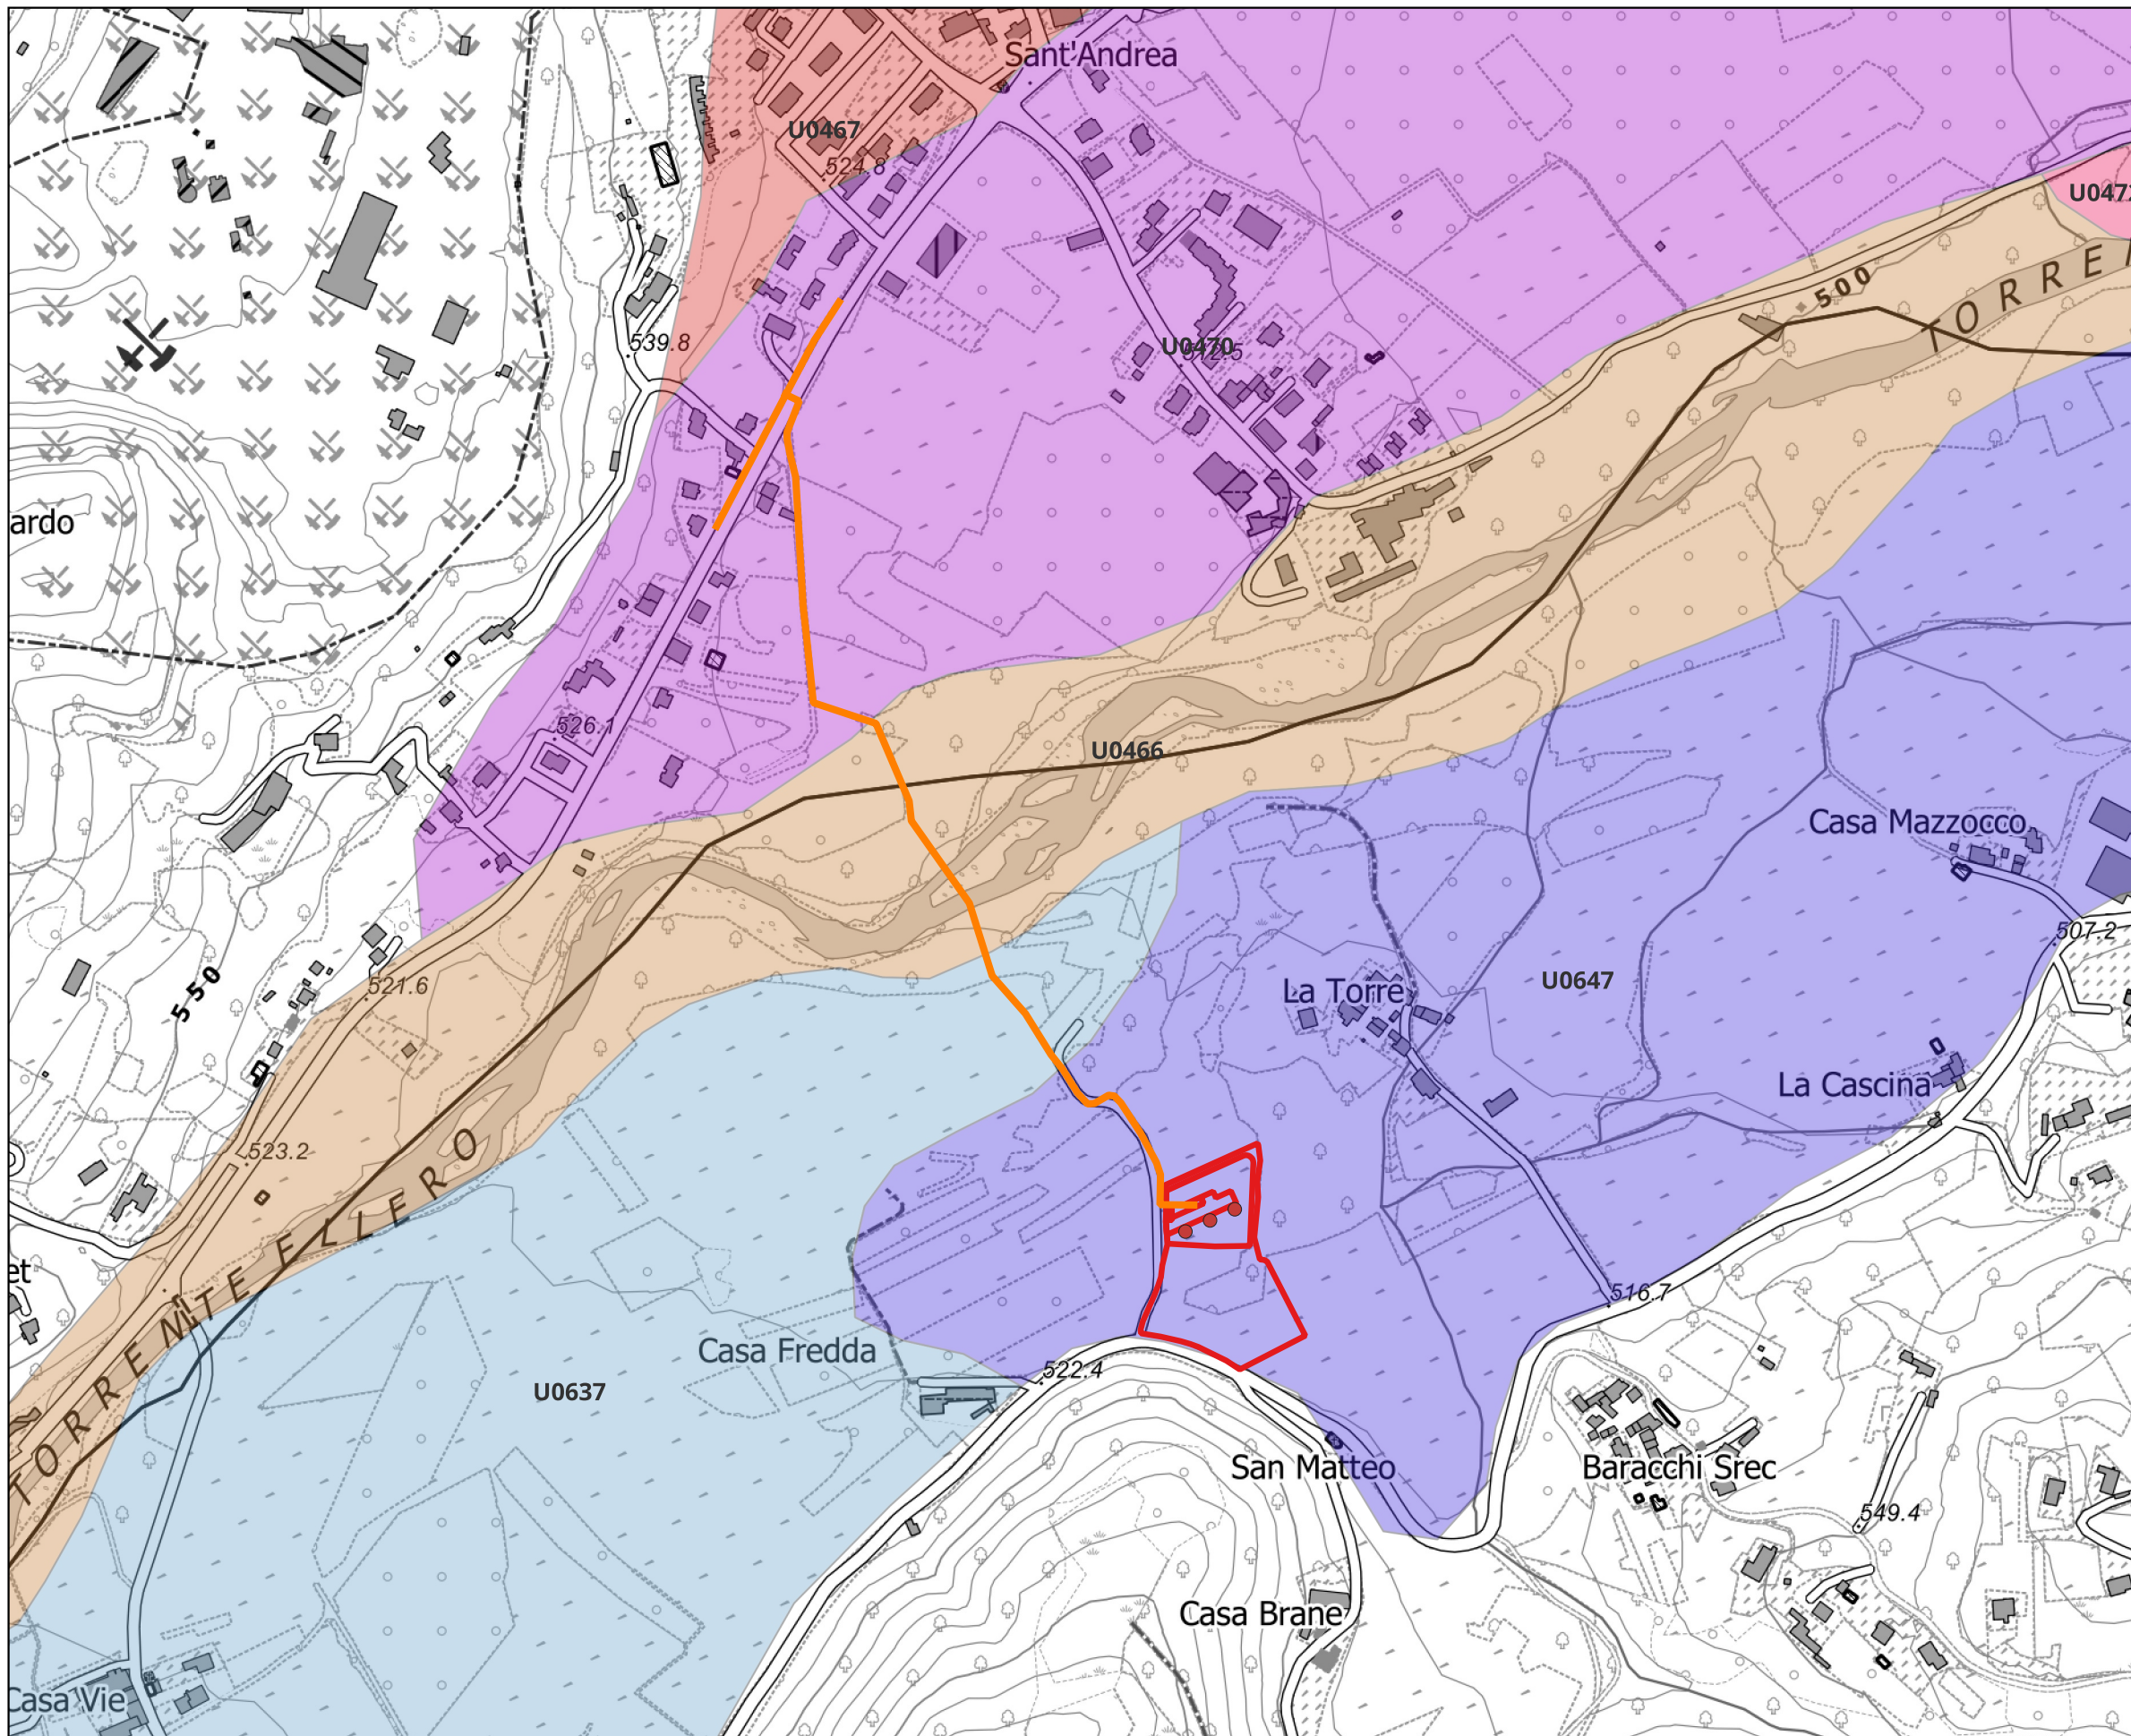 Sant'Andrea
U0467
524.8
U0472
500
TORRE
539.8
U0470
ardo
526.1
U0466
Casa Mazzocco
507.2
550
521.6
La Torre
U0647
La Cascina
523.2
TORRENTE ELLERO
et
516.7
Casa Fredda
522.4
U0637
San Matteo
Baracchi Srec
549.4
Casa Brane
Casa Vie